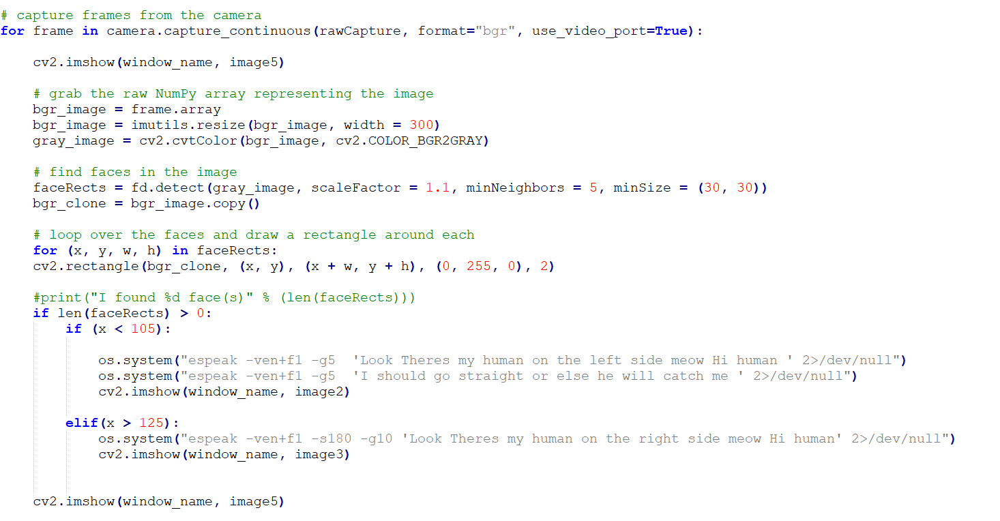 # capture frames from the camera
for frame in camera.capture_continuous(rawCapture, format="bgr", use_video_port=True):
cv2.imshow(window_name, image5)
# grab the raw NumPy array representing the image
bgr_image = frame.array
bgr_image = imutils.resize(bgr_image, width = 300)
gray_image = cv2.cvtColor(bgr_image, cv2.COLOR_BGR2GRAY)
# find faces in the image
faceRects = fd.detect(gray_image, scaleFactor = 1.1, minNeighbors = 5, minSize = (30, 30))
bgr_clone = bgr_image.copy()
# loop over the faces and draw a rectangle around each
for (x, y, w, h) in faceRects:
cv2.rectangle(bgr_clone, (x, y), (x + w, y + h), (0, 255, 0), 2)
#print("I found %d face(s)" % (len(faceRects)))
if len(faceRects) > 0:
if (x < 105):
os.system("espeak -ven+f1 -g5  'Look Theres my human on the left side meow Hi human ' 2>/dev/null")
os.system("espeak -ven+f1 -g5  'I should go straight or else he will catch me ' 2>/dev/null")
cv2.imshow(window_name, image2)
elif(x > 125):
os.system("espeak -ven+f1 -s180 -g10 'Look Theres my human on the right side meow Hi human' 2>/dev/null")
cv2.imshow(window_name, image3)
cv2.imshow(window_name, image5)